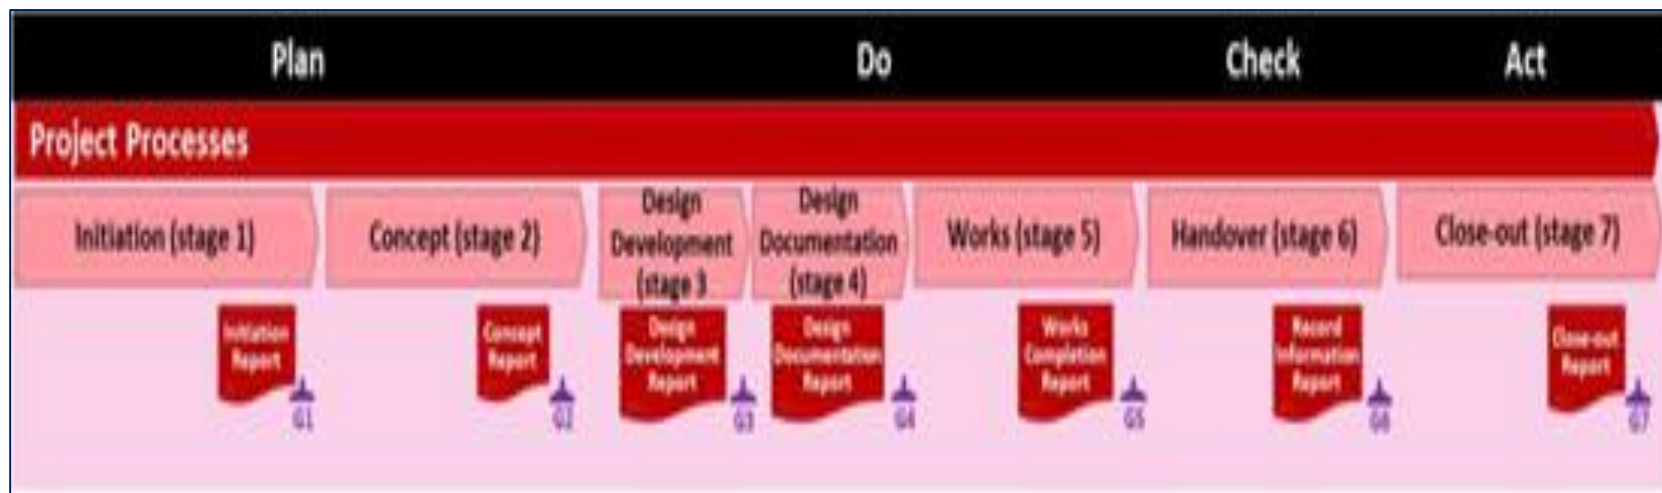 Plan Do Check Act
Project Processes
Initiation (stage 1)
Concept (stage 2)
Design
Development
(stage 3
Design
Documentation
(stage 4)
Works (stage 5)
Handover (stage 6)
Close-out (stage 7)
Initiation
Report
G1
Concept
Report
G2
Design
Development
Report
G3
Design
Documentation
Report
G4
Works
Completion
Report
G5
Record
Information
Report
G6
Close-out
Report
G7